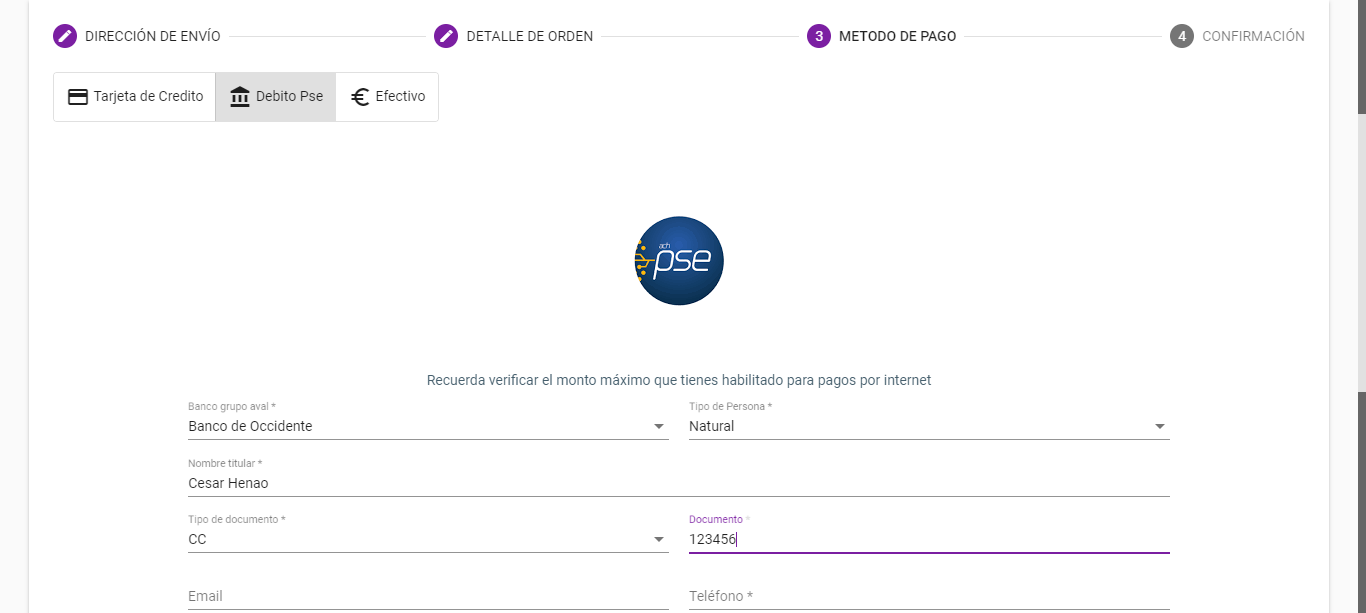 DIRECCIÓN DE ENVÍO
DETALLE DE ORDEN
3 METODO DE PAGO
4 CONFIRMACIÓN
Tarjeta de Credito
Debito Pse
Efectivo
ach
pse
Recuerda verificar el monto máximo que tienes habilitado para pagos por internet
Banco grupo aval *
Banco de Occidente
Tipo de Persona *
Natural
Nombre titular *
Cesar Henao
Tipo de documento *
CC
Documento *
123456
Email
Teléfono *